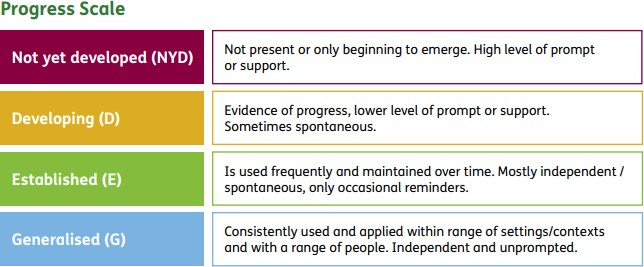 Progress Scale
Not yet developed (NYD)
Not present or only beginning to emerge. High level of prompt
or support.
Developing (D)
Evidence of progress, lower level of prompt or support.
Sometimes spontaneous.
Established (E)
Is used frequently and maintained over time. Mostly independent /
spontaneous, only occasional reminders.
Generalised (G)
Consistently used and applied within range of settings/contexts
and with a range of people. Independent and unprompted.